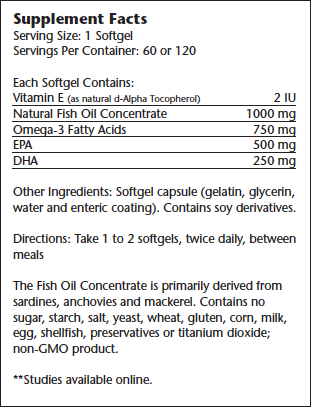 Supplement Facts
Serving Size: 1 Softgel
Servings Per Container: 60 or 120
Each Softgel Contains:
Vitamin E (as natural d-Alpha Tocopherol) 2 IU
Natural Fish Oil Concentrate 1000 mg
Omega-3 Fatty Acids 750 mg
EPA 500 mg
DHA 250 mg
Other Ingredients: Softgel capsule (gelatin, glycerin,
water and enteric coating). Contains soy derivatives.
Directions: Take 1 to 2 softgels, twice daily, between
meals
The Fish Oil Concentrate is primarily derived from
sardines, anchovies and mackerel. Contains no
sugar, starch, salt, yeast, wheat, gluten, corn, milk,
egg, shellfish, preservatives or titanium dioxide;
non-GMO product.
**Studies available online.